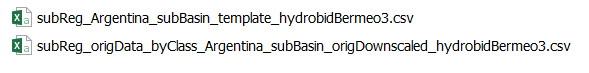 subReg_Argentina_subBasin_template_hydrobidBermeo3.csv
subReg_origData_byClass_Argentina_subBasin_origDownscaled_hydrobidBermeo3.csv